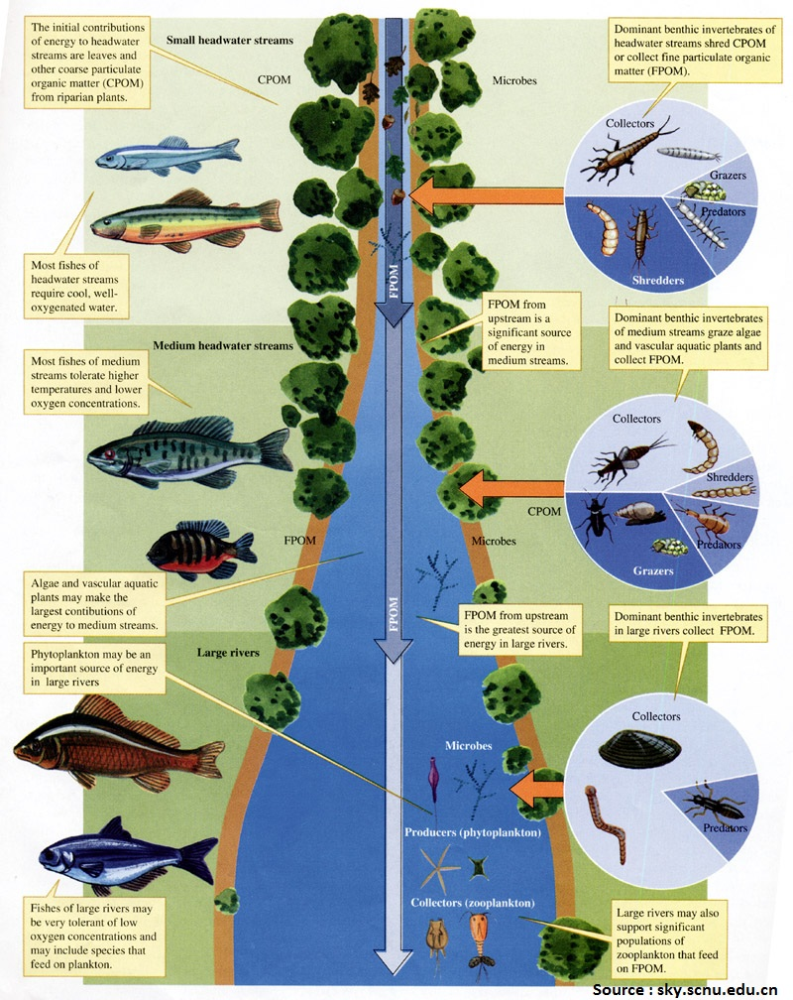 The initial contributions
of energy to headwater
streams are leaves and
other coarse particulate
organic matter (CPOM)
from riparian plants.
Small headwater streams
CPOM
Microbes
Dominant benthic invertebrates of
headwater streams shred CPOM
or collect fine particulate organic
matter (FPOM).
Collectors
Grazers
Predators
Shredders
Most fishes of
headwater streams
require cool, well-
oxygenated water.
FPOM
FPOM from
upstream is a
significant source
of energy in
medium streams.
Medium headwater streams
Most fishes of medium
streams tolerate higher
temperatures and lower
oxygen concentrations.
Dominant benthic invertebrates
of medium streams graze algae
and vascular aquatic plants and
collect FPOM.
Collectors
Shredders
Predators
Grazers
CPOM
FPOM
Microbes
Algae and vascular aquatic
plants may make the
largest contibutions of
energy to medium streams.
FPOM
FPOM from upstream
is the greatest source of
energy in large rivers.
Dominant benthic invertebrates
in large rivers collect FPOM.
Large rivers
Phytoplankton may be an
important source of energy
in large rivers
Collectors
Predators
Microbes
Producers (phytoplankton)
Collectors (zooplankton)
Fishes of large rivers may
be very tolerant of low
oxygen concentrations and
may include species that
feed on plankton.
Large rivers may also
support significant
populations of
zooplankton that feed
on FPOM.
Source : sky.scnu.edu.cn